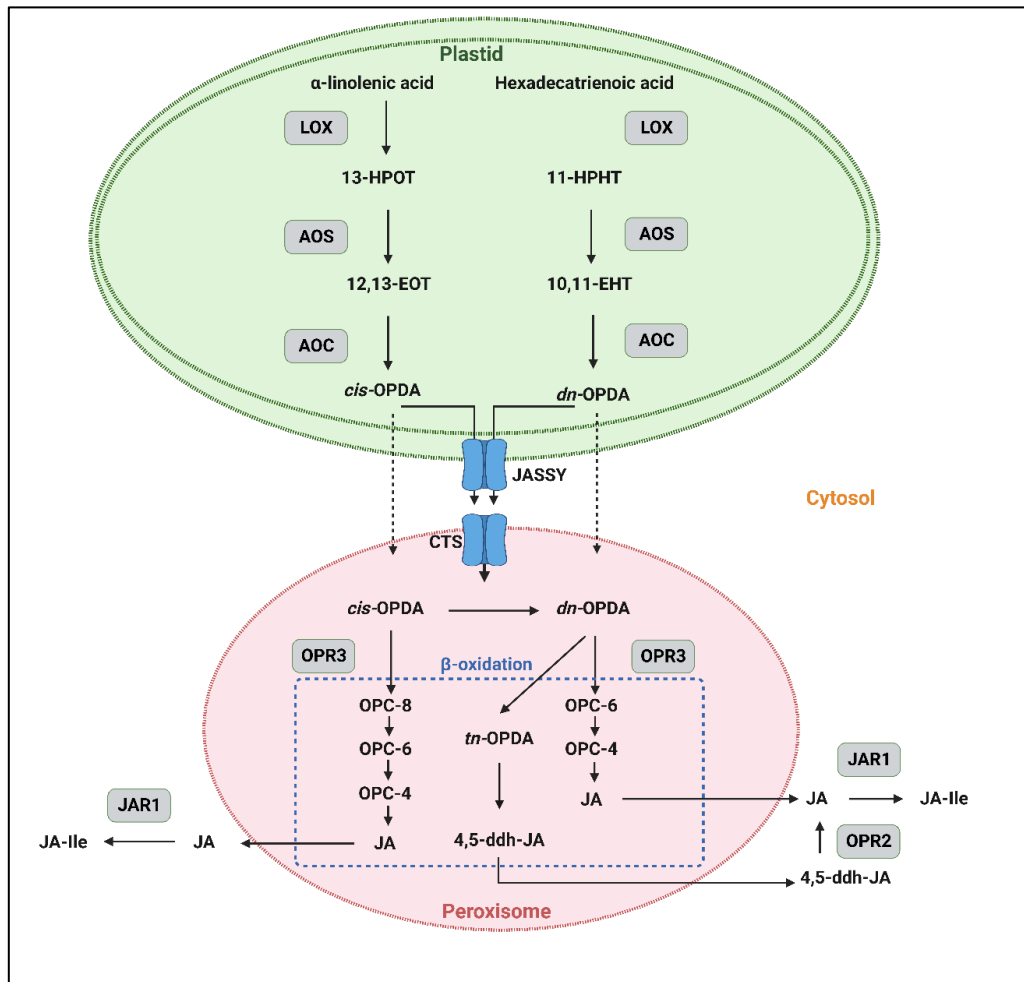 Plastid
α-linolenic acid
Hexadecatrienoic acid
LOX
LOX
13-HPOT
11-HPHT
AOS
AOS
12,13-EOT
10,11-EHT
AOC
AOC
cis-OPDA
dn-OPDA
JASSY
Cytosol
CTS
cis-OPDA
dn-OPDA
OPR3
β-oxidation
OPR3
OPC-8
OPC-6
tn-OPDA
OPC-6
OPC-4
OPC-4
JA
JA
4,5-ddh-JA
JAR1
JA-Ile
JA
JAR1
JA
JA-Ile
OPR2
4,5-ddh-JA
Peroxisome